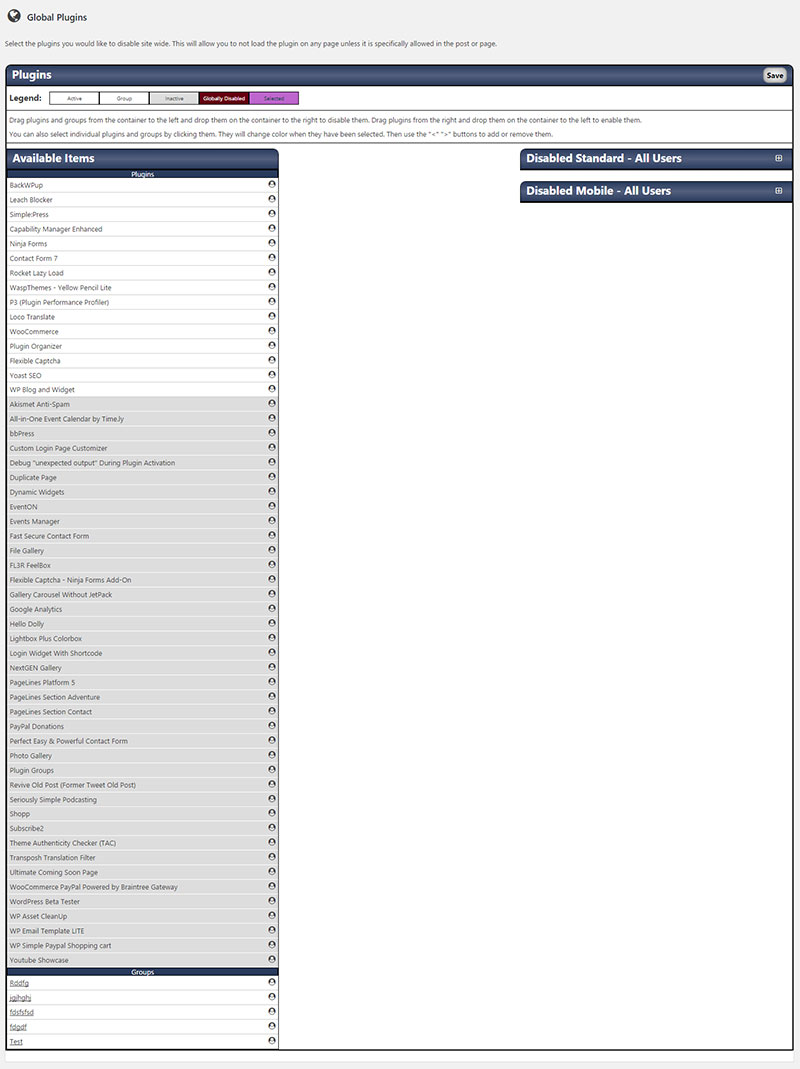 Global Plugins
Select the plugins you would like to disable site wide. This will allow you to not load the plugin on any page unless it is specifically allowed in the post or page.
Plugins
Save
Legend:
Active
Group
Inactive
Globally Disabled
Selected
Drag plugins and groups from the container to the left and drop them on the container to the right to disable them. Drag plugins from the right and drop them on the container to the left to enable them.
You can also select individual plugins and groups by clicking them. They will change color when they have been selected. Then use the "<" ">" buttons to add or remove them.
Available Items
Disabled Standard - All Users
Disabled Mobile - All Users
Plugins
BackWPup
Leach Blocker
Simple:Press
Capability Manager Enhanced
Ninja Forms
Contact Form 7
Rocket Lazy Load
WaspThemes - Yellow Pencil Lite
P3 (Plugin Performance Profiler)
Loco Translate
WooCommerce
Plugin Organizer
Flexible Captcha
Yoast SEO
WP Blog and Widget
Akismet Anti-Spam
All-in-One Event Calendar by Time.ly
bbPress
Custom Login Page Customizer
Debug "unexpected output" During Plugin Activation
Duplicate Page
Dynamic Widgets
EventON
Events Manager
Fast Secure Contact Form
File Gallery
FL3R FeelBox
Flexible Captcha - Ninja Forms Add-On
Gallery Carousel Without JetPack
Google Analytics
Hello Dolly
Lightbox Plus Colorbox
Login Widget With Shortcode
NextGEN Gallery
PageLines Platform 5
PageLines Section Adventure
PageLines Section Contact
PayPal Donations
Perfect Easy & Powerful Contact Form
Photo Gallery
Plugin Groups
Revive Old Post (Former Tweet Old Post)
Seriously Simple Podcasting
Shopp
Subscribe2
Theme Authenticity Checker (TAC)
Transposh Translation Filter
Ultimate Coming Soon Page
WooCommerce PayPal Powered by Braintree Gateway
WordPress Beta Tester
WP Asset CleanUp
WP Email Template LITE
WP Simple Paypal Shopping cart
Youtube Showcase
Groups
fdsfsfsd
fdgdf
Test